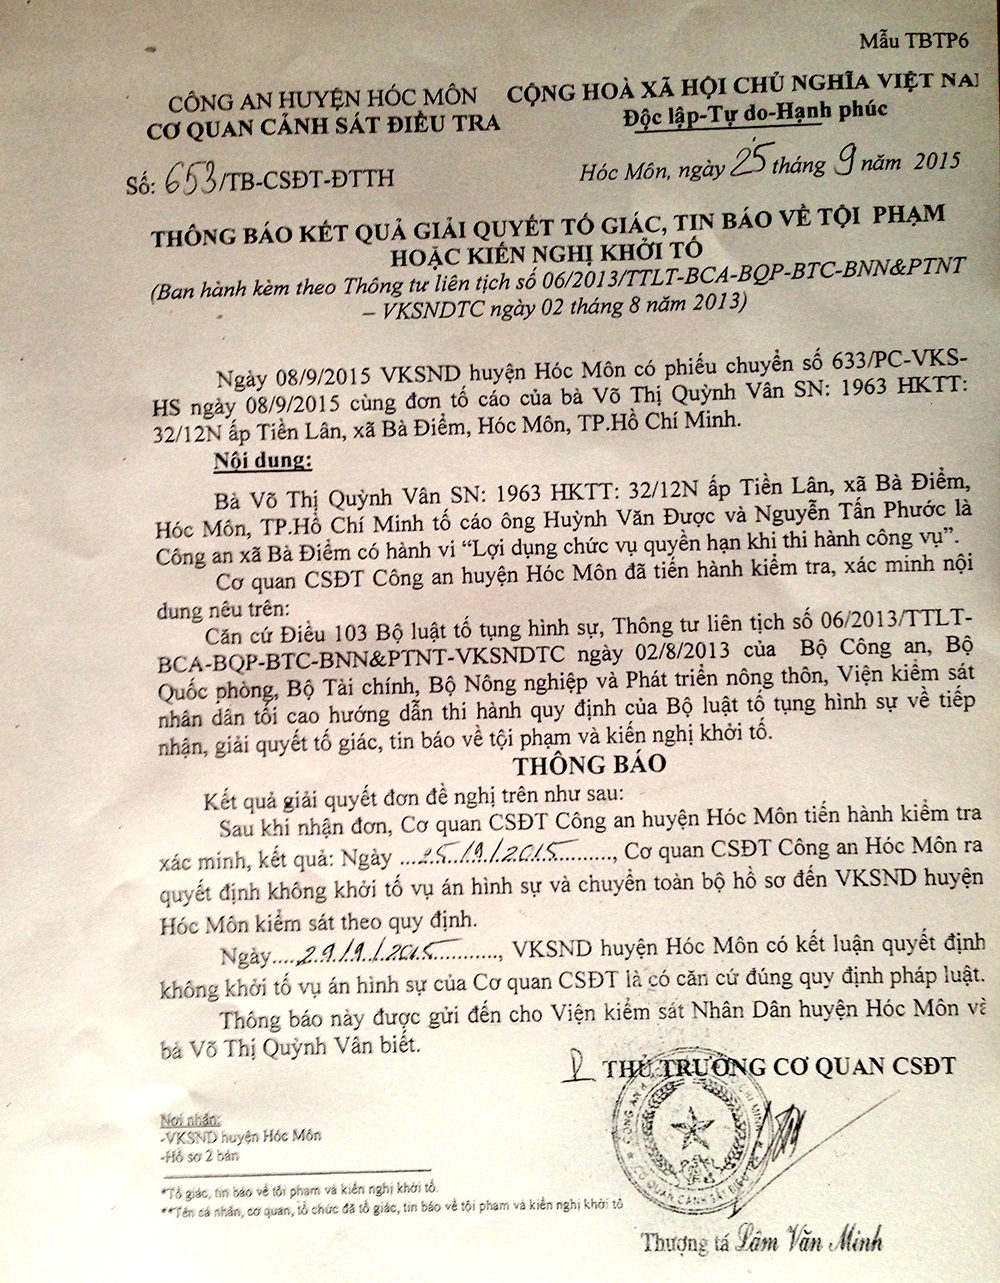 Mẫu TBTP6
CÔNG AN HUYỆN HÓC MÔN
CƠ QUAN CẢNH SÁT ĐIỀU TRA
CỘNG HOÀ XÃ HỘI CHỦ NGHĨA VIỆT NA
Độc lập-Tự do-Hạnh phúc
Số: 653/TB-CSĐT-ĐTTH
Hóc Môn, ngày 25 tháng 9 năm 2015
THÔNG BÁO KẾT QUẢ GIẢI QUYẾT TỐ GIÁC, TIN BÁO VỀ TỘI PHẠM
HOẶC KIẾN NGHỊ KHỞI TỐ
(Ban hành kèm theo Thông tư liên tịch số 06/2013/TTLT-BCA-BQP-BTC-BNN&PTNT
– VKSNDTC ngày 02 tháng 8 năm 2013)
Ngày 08/9/2015 VKSND huyện Hóc Môn có phiếu chuyển số 633/PC-VKS-
HS ngày 08/9/2015 cùng đơn tố cáo của bà Võ Thị Quỳnh Vân SN: 1963 HKTT:
32/12N ấp Tiền Lân, xã Bà Điểm, Hóc Môn, TP.Hồ Chí Minh.
Nội dung:
Bà Võ Thị Quỳnh Vân SN: 1963 HKTT: 32/12N ấp Tiền Lân, xã Bà Điểm,
Hóc Môn, TP.Hồ Chí Minh tố cáo ông Huỳnh Văn Được và Nguyễn Tấn Phước là
Công an xã Bà Điểm có hành vi “Lợi dụng chức vụ quyền hạn khi thi hành công vụ”.
Cơ quan CSĐT Công an huyện Hóc Môn đã tiến hành kiểm tra, xác minh nội
dung nêu trên:
Căn cứ Điều 103 Bộ luật tố tụng hình sự, Thông tư liên tịch số 06/2013/TTLT-
BCA-BQP-BTC-BNN&PTNT-VKSNDTC ngày 02/8/2013 của Bộ Công an, Bộ
Quốc phòng, Bộ Tài chính, Bộ Nông nghiệp và Phát triển nông thôn, Viện kiểm sát
nhân dân tối cao hướng dẫn thi hành quy định của Bộ luật tố tụng hình sự về tiếp
nhận, giải quyết tố giác, tin báo về tội phạm và kiến nghị khởi tố.
THÔNG BÁO
Kết quả giải quyết đơn đề nghị trên như sau:
Sau khi nhận đơn, Cơ quan CSĐT Công an huyện Hóc Môn tiến hành kiểm tra
xác minh, kết quả: Ngày ...25./9./2015..........., Cơ quan CSĐT Công an Hóc Môn ra
quyết định không khởi tố vụ án hình sự và chuyển toàn bộ hồ sơ đến VKSND huyện
Hóc Môn kiểm sát theo quy định.
Ngày....29./9./.2015............, VKSND huyện Hóc Môn có kết luận quyết định
không khởi tố vụ án hình sự của Cơ quan CSĐT là có căn cứ đúng quy định pháp luật.
Thông báo này được gửi đến cho Viện kiểm sát Nhân Dân huyện Hóc Môn và
bà Võ Thị Quỳnh Vân biết.
THỦ TRƯỞNG CƠ QUAN CSĐT
Nơi nhận:
-VKSND huyện Hóc Môn
-Hồ sơ 2 bản
*Tố giác, tin báo về tội phạm và kiến nghị khởi tố.
**Tên cá nhân, cơ quan, tổ chức đã tố giác, tin báo về tội phạm và kiến nghị khởi tố
Thượng tá Lâm Văn Minh